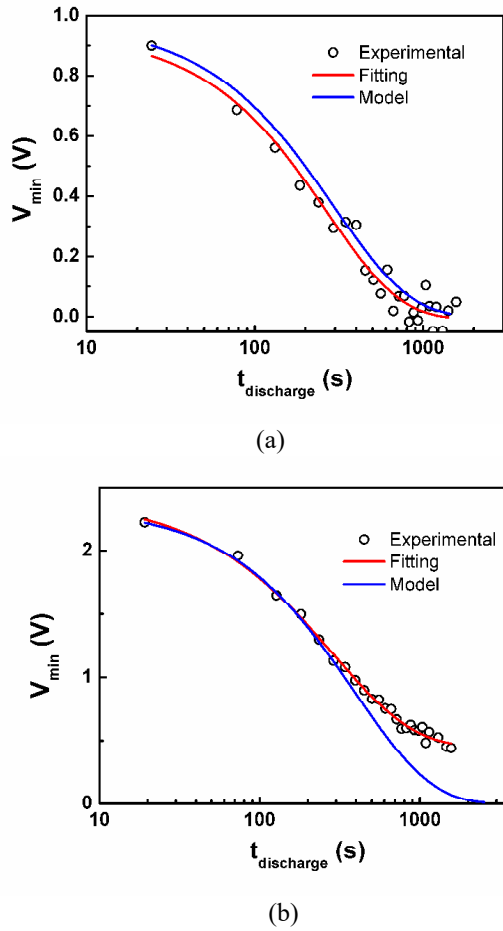 1.0
0.8
0.6
0.4
0.2
0.0
V_min (V)
Experimental
Fitting
Model
10
100
1000
t_discharge (s)
(a)
2
1
0
V_min (V)
Experimental
Fitting
Model
10
100
1000
t_discharge (s)
(b)